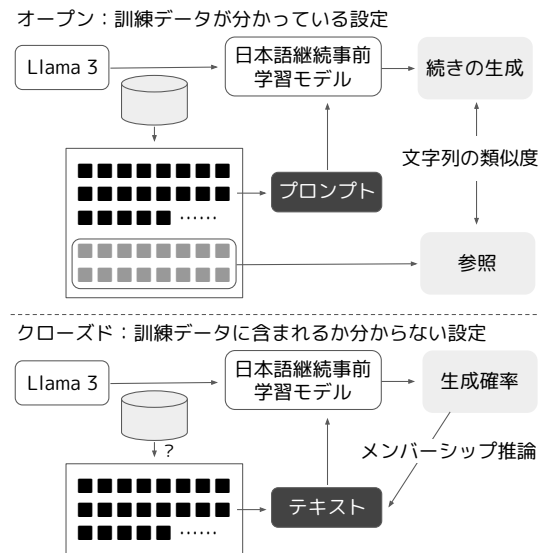 オープン：訓練データが分かっている設定
Llama 3
日本語継続事前
学習モデル
続きの生成
文字列の類似度
プロンプト
……
参照
クローズド：訓練データに含まれるか分からない設定
Llama 3
日本語継続事前
学習モデル
生成確率
?
メンバーシップ推論
テキスト
……